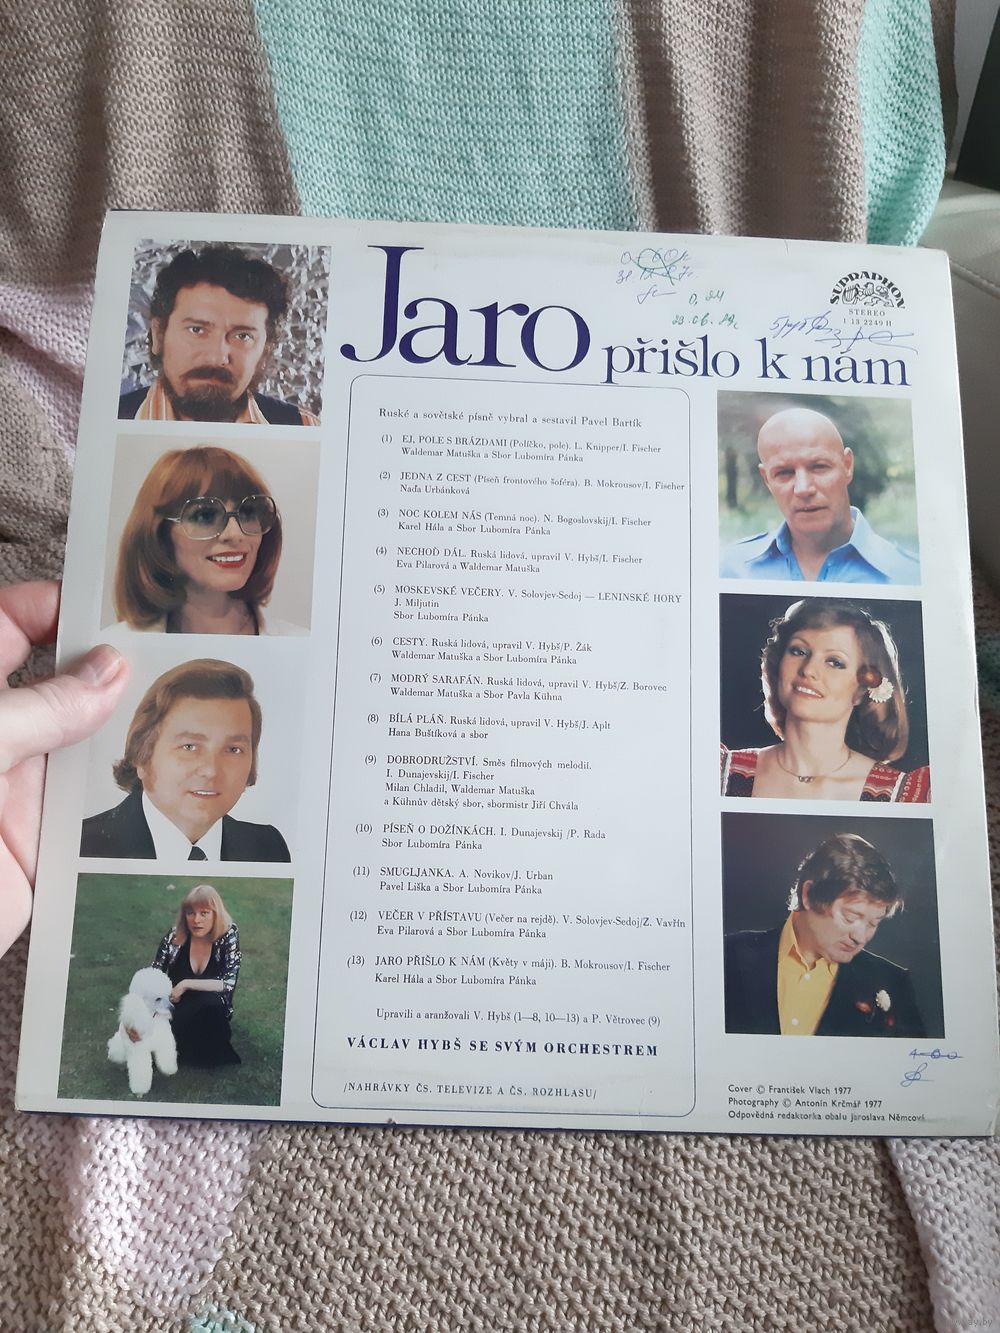 Jaro
přišlo k nám
SUPRAPHON
STEREO
1 13 2249 H
23.06.
Ruské a sovětské písně vybral a sestavil Pavel Bartík
(1) EJ, POLE S BRÁZDAMI (Políčko, pole). L. Knipper/I. Fischer
Waldemar Matuška a Sbor Lubomíra Pánka
(2) JEDNA Z CEST (Píseň frontového šoféra). B. Mokrousov/I. Fischer
Naďa Urbánková
(3) NOC KOLEM NÁS (Temná noc). N. Bogoslovskij/I. Fischer
Karel Hála a Sbor Lubomíra Pánka
(4) NECHOĎ DÁL. Ruská lidová, upravil V. Hybš/I. Fischer
Eva Pilarová a Waldemar Matuška
(5) MOSKEVSKÉ VEČERY. V. Solovjev-Sedoj — LENINSKÉ HORY
J. Miljutin
Sbor Lubomíra Pánka
(6) CESTY. Ruská lidová, upravil V. Hybš/P. Žák
Waldemar Matuška a Sbor Lubomíra Pánka
(7) MODRÝ SARAFÁN. Ruská lidová, upravil V. Hybš/Z. Borovec
Waldemar Matuška a Sbor Pavla Kühna
(8) BÍLÁ PLÁŇ. Ruská lidová, upravil V. Hybš/J. Aplt
Hana Buštíková a sbor
(9) DOBRODRUŽSTVÍ. Směs filmových melodií.
I. Dunajevskij/I. Fischer
Milan Chladil, Waldemar Matuška
a Kühnův dětský sbor, sbormistr Jiří Chvála
(10) PÍSEŇ O DOŽÍNKÁCH. I. Dunajevskij /P. Rada
Sbor Lubomíra Pánka
(11) SMUGLJANKA. A. Novikov/J. Urban
Pavel Liška a Sbor Lubomíra Pánka
(12) VEČER V PŘÍSTAVU (Večer na rejdě). V. Solovjev-Sedoj/Z. Vavřín
Eva Pilarová a Sbor Lubomíra Pánka
(13) JARO PŘIŠLO K NÁM (Květy v máji). B. Mokrousov/I. Fischer
Karel Hála a Sbor Lubomíra Pánka
Upravili a aranžovali V. Hybš (1—8, 10—13) a P. Větrovec (9)
VÁCLAV HYBŠ SE SVÝM ORCHESTREM
/NAHRÁVKY ČS. TELEVIZE A ČS. ROZHLASU/
Cover © František Vlach 1977
Photography © Antonín Krčmář 1977
Odpovědná redaktorka obalu Jaroslava Němcová